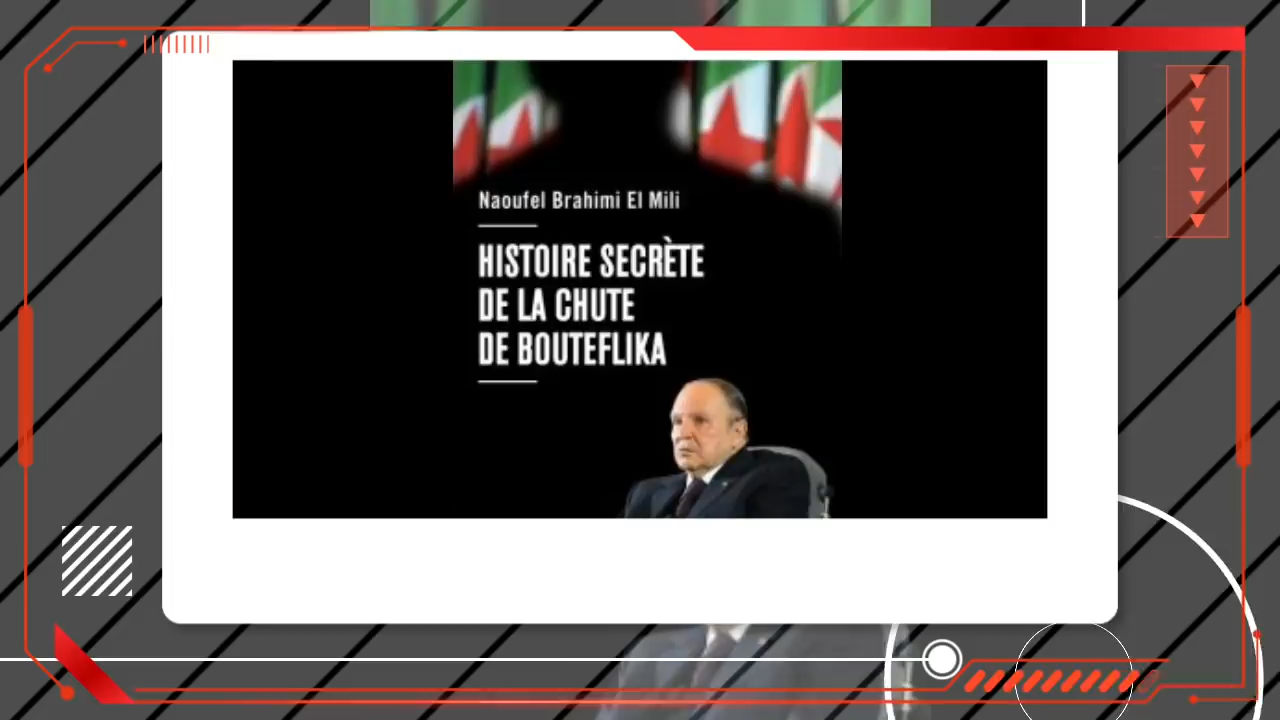 Naoufel Brahimi El Mili
HISTOIRE SECRÈTE
DE LA CHUTE
DE BOUTEFLIKA